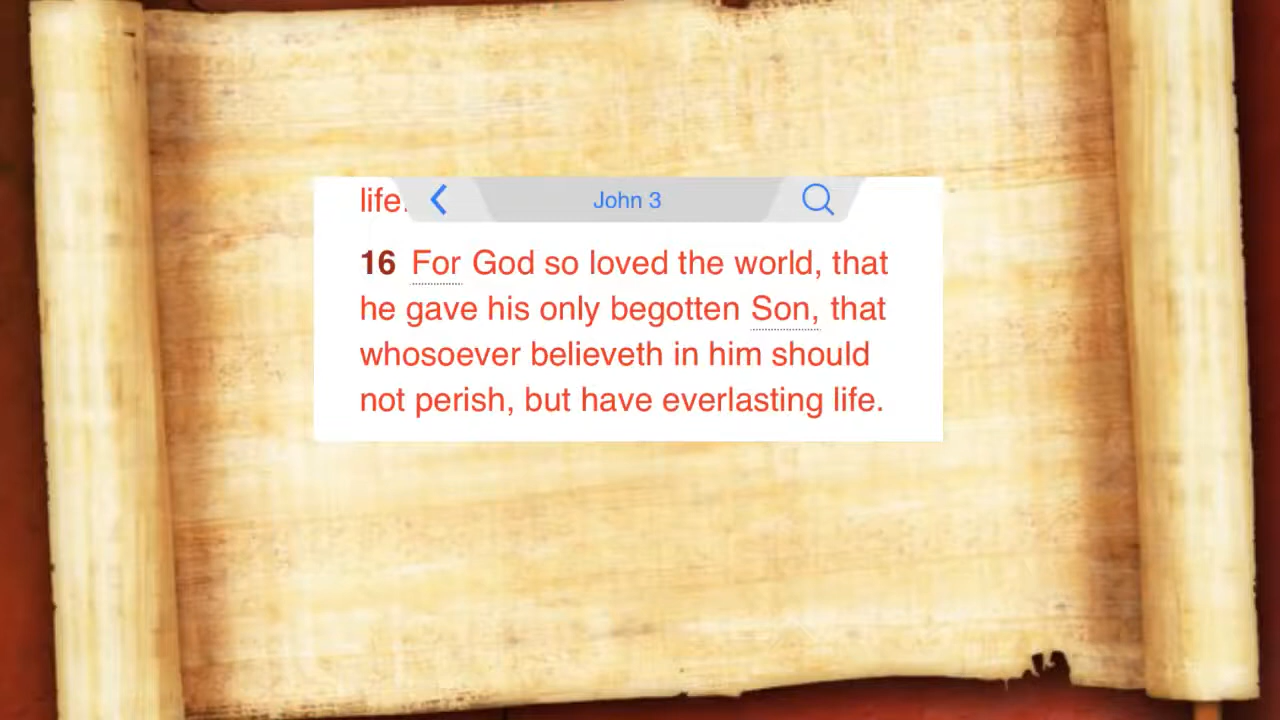 life.
John 3
16 For God so loved the world, that
he gave his only begotten Son, that
whosoever believeth in him should
not perish, but have everlasting life.